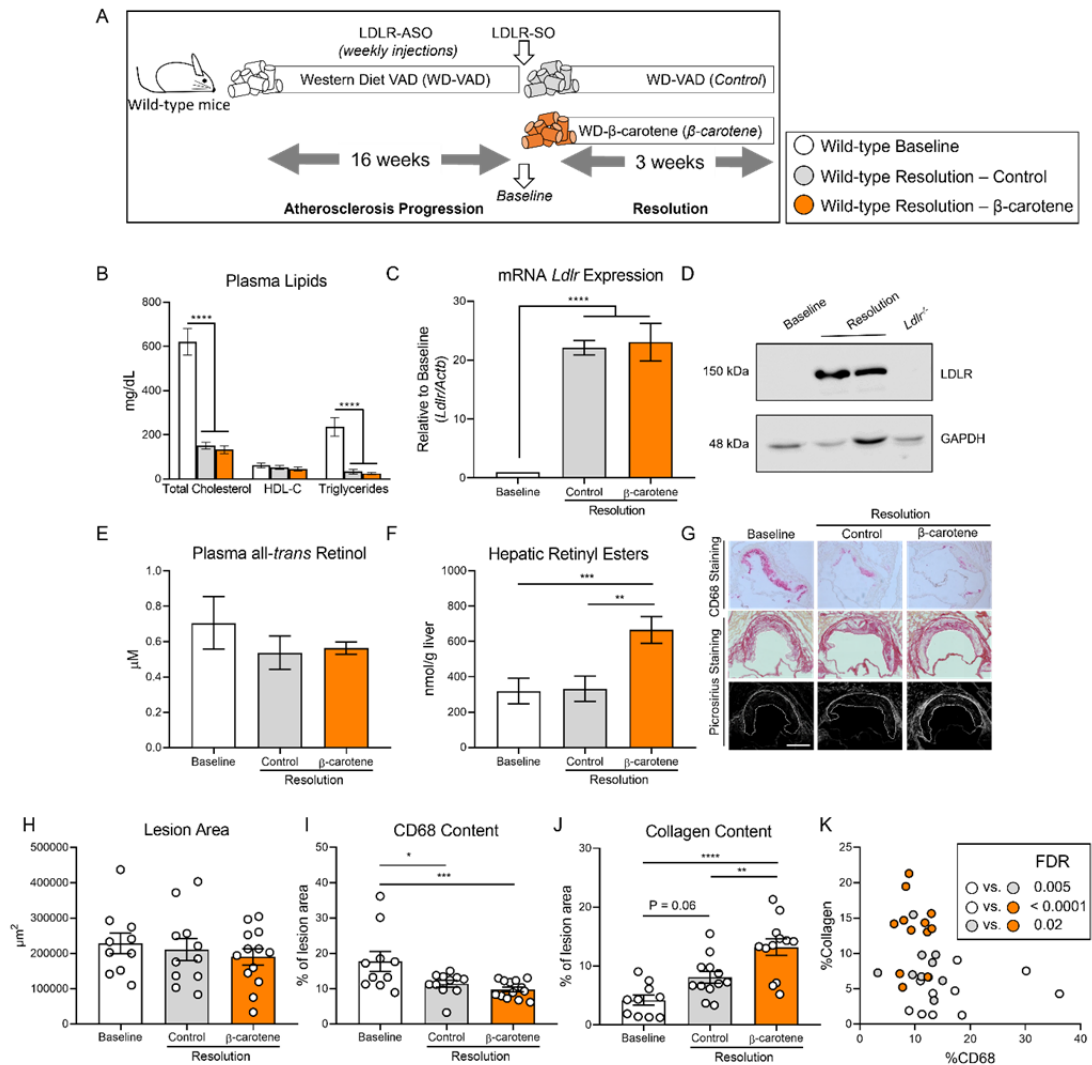 A
LDLR-ASO
(weekly injections)
LDLR-SO
Western Diet VAD (WD-VAD)
WD-VAD (Control)
Wild-type mice
WD-β-carotene (β-carotene)
16 weeks
3 weeks
Baseline
Atherosclerosis Progression
Resolution
Wild-type Baseline
Wild-type Resolution – Control
Wild-type Resolution – β-carotene
B
Plasma Lipids
mg/dL
800
600
400
200
0
****
****
Total Cholesterol
HDL-C
Triglycerides
C
mRNA Ldlr Expression
Relative to Baseline
(Ldlr/Actb)
30
20
10
0
****
Baseline
Control
β-carotene
Resolution
D
Baseline
Resolution
Ldlr-/-
150 kDa
LDLR
48 kDa
GAPDH
E
Plasma all-trans Retinol
μM
1.0
0.8
0.6
0.4
0.2
0.0
Baseline
Control
β-carotene
Resolution
F
Hepatic Retinyl Esters
nmol/g liver
1000
800
600
400
200
0
***
**
Baseline
Control
β-carotene
Resolution
G
Resolution
Baseline
Control
β-carotene
CD68 Staining
Picrosirius Staining
H
Lesion Area
μm2
500000
400000
300000
200000
100000
0
Baseline
Control
β-carotene
Resolution
I
CD68 Content
% of lesion area
50
40
30
20
10
0
*
***
Baseline
Control
β-carotene
Resolution
J
Collagen Content
% of lesion area
30
20
10
0
****
**
P = 0.06
Baseline
Control
β-carotene
Resolution
K
%Collagen
25
20
15
10
5
0
0
10
20
30
40
%CD68
FDR
vs. 0.005
vs. < 0.0001
vs. 0.02